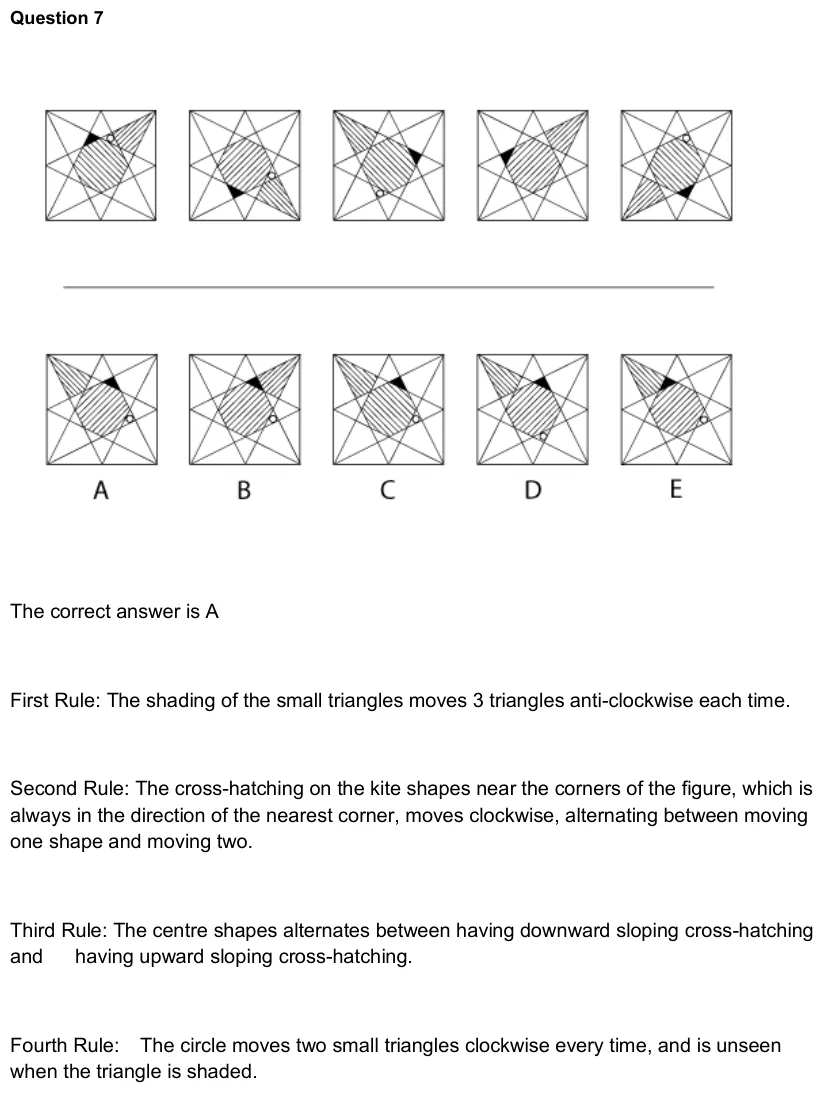 Question 7
A B C D E
The correct answer is A
First Rule: The shading of the small triangles moves 3 triangles anti-clockwise each time.
Second Rule: The cross-hatching on the kite shapes near the corners of the figure, which is
always in the direction of the nearest corner, moves clockwise, alternating between moving
one shape and moving two.
Third Rule: The centre shapes alternates between having downward sloping cross-hatching
and having upward sloping cross-hatching.
Fourth Rule: The circle moves two small triangles clockwise every time, and is unseen
when the triangle is shaded.